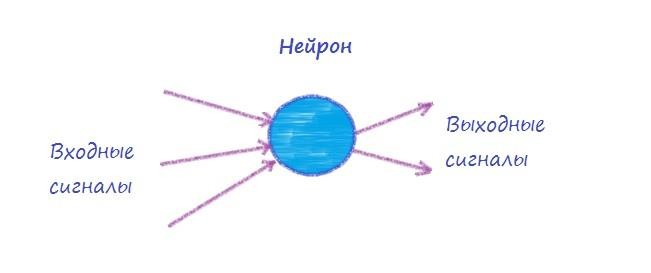 Нейрон
Входные
сигналы
Выходные
сигналы